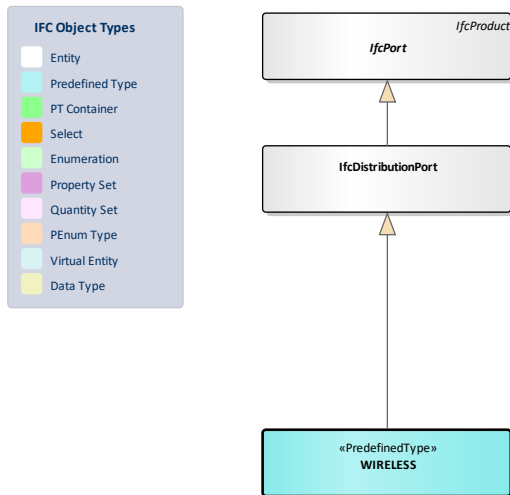 IFC Object Types
Entity
Predefined Type
PT Container
Select
Enumeration
Property Set
Quantity Set
PEnum Type
Virtual Entity
Data Type
IfcProduct
IfcPort
IfcDistributionPort
«PredefinedType»
WIRELESS